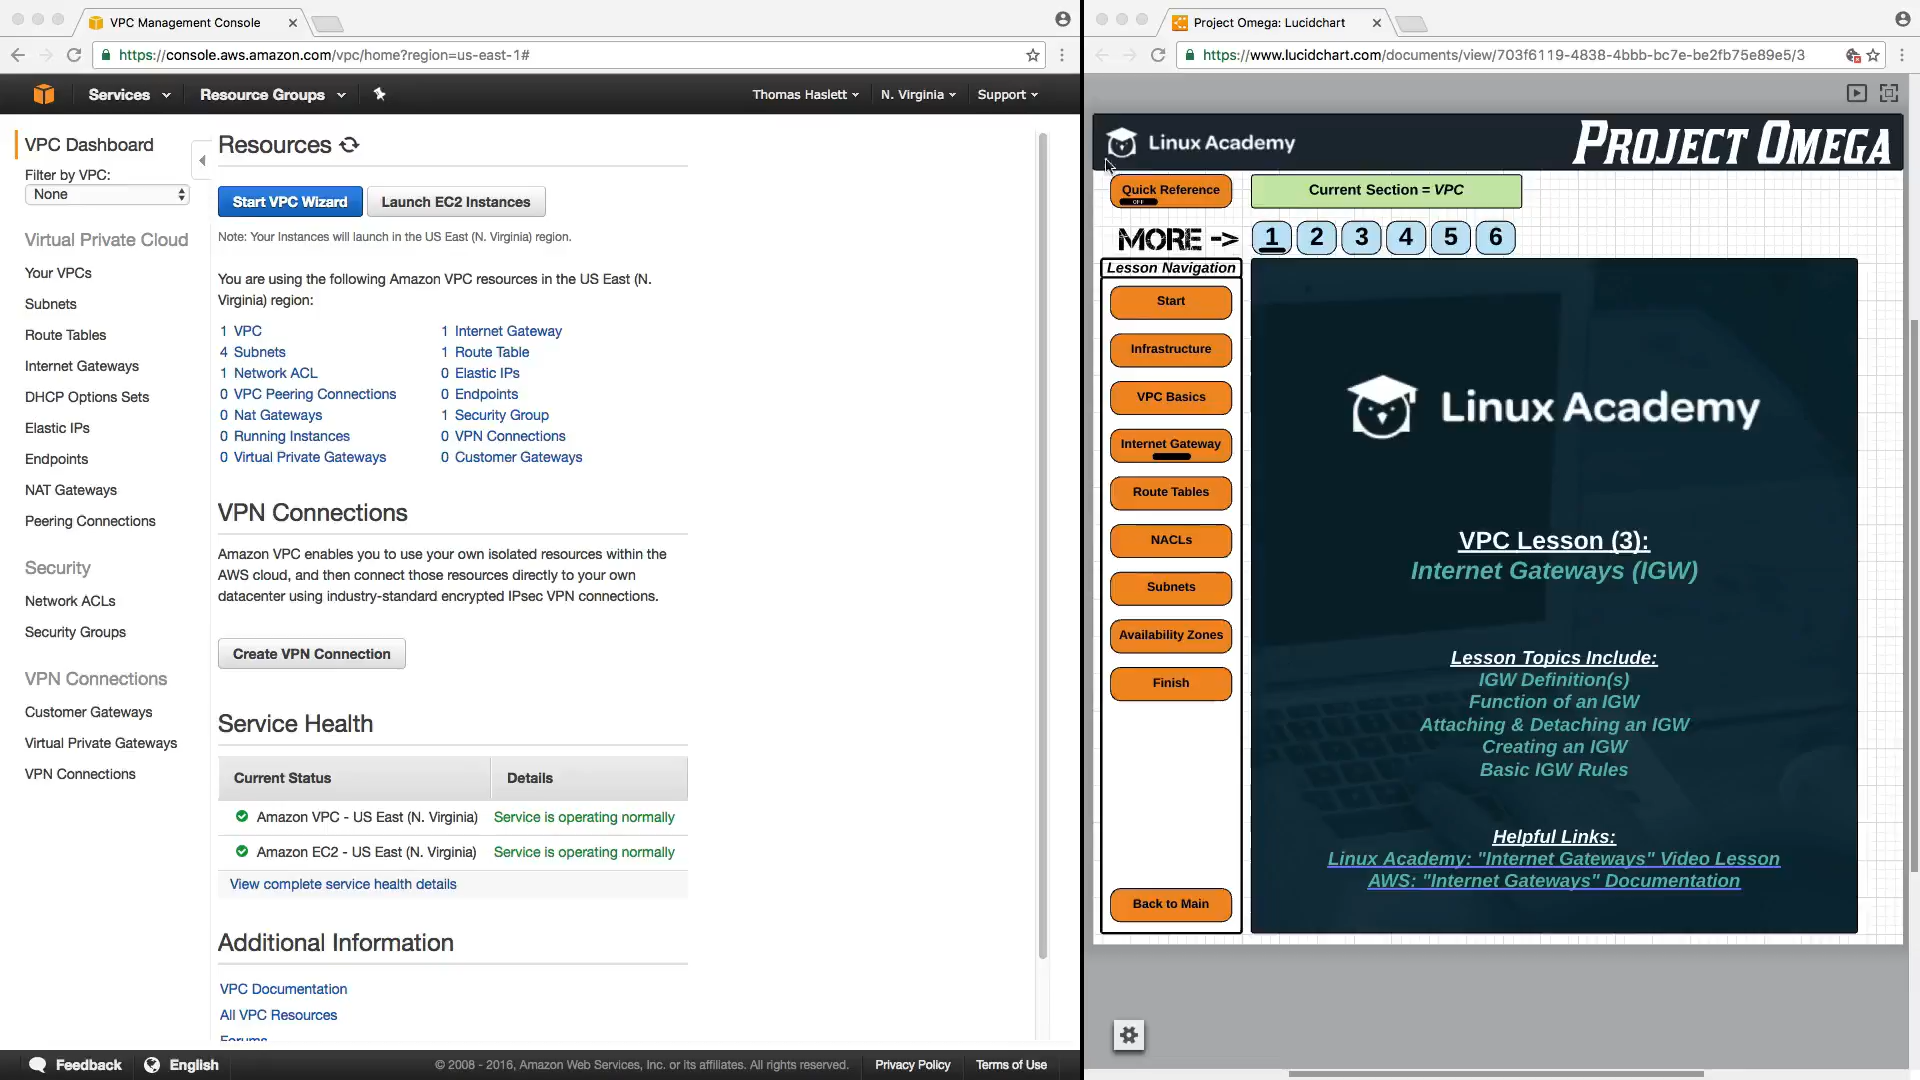 VPC Management Console
https://console.aws.amazon.com/vpc/home?region=us-east-1#
Services
Resource Groups
Thomas Haslett
N. Virginia
Support
VPC Dashboard
Filter by VPC:
None
Virtual Private Cloud
Your VPCs
Subnets
Route Tables
Internet Gateways
DHCP Options Sets
Elastic IPs
Endpoints
NAT Gateways
Peering Connections
Security
Network ACLs
Security Groups
VPN Connections
Customer Gateways
Virtual Private Gateways
VPN Connections
Resources
Start VPC Wizard
Launch EC2 Instances
Note: Your Instances will launch in the US East (N. Virginia) region.
You are using the following Amazon VPC resources in the US East (N.
Virginia) region:
1 VPC
1 Internet Gateway
4 Subnets
1 Route Table
1 Network ACL
0 Elastic IPs
0 VPC Peering Connections
0 Endpoints
0 Nat Gateways
1 Security Group
0 Running Instances
0 VPN Connections
0 Virtual Private Gateways
0 Customer Gateways
VPN Connections
Amazon VPC enables you to use your own isolated resources within the
AWS cloud, and then connect those resources directly to your own
datacenter using industry-standard encrypted IPsec VPN connections.
Create VPN Connection
Service Health
Current Status
Details
Amazon VPC - US East (N. Virginia)
Service is operating normally
Amazon EC2 - US East (N. Virginia)
Service is operating normally
View complete service health details
Additional Information
VPC Documentation
All VPC Resources
Forums
Feedback
English
© 2008 - 2016, Amazon Web Services, Inc. or its affiliates. All rights reserved.
Privacy Policy
Terms of Use
Project Omega: Lucidchart
https://www.lucidchart.com/documents/view/703f6119-4838-4bbb-bc7e-be2fb75e89e5/3
Linux Academy
PROJECT OMEGA
Quick Reference
OFF
Current Section = VPC
MORE ->
1
2
3
4
5
6
Lesson Navigation
Start
Infrastructure
VPC Basics
Internet Gateway
Route Tables
NACLs
Subnets
Availability Zones
Finish
Back to Main
Linux Academy
VPC Lesson (3):
Internet Gateways (IGW)
Lesson Topics Include:
IGW Definition(s)
Function of an IGW
Attaching & Detaching an IGW
Creating an IGW
Basic IGW Rules
Helpful Links:
Linux Academy: "Internet Gateways" Video Lesson
AWS: "Internet Gateways" Documentation